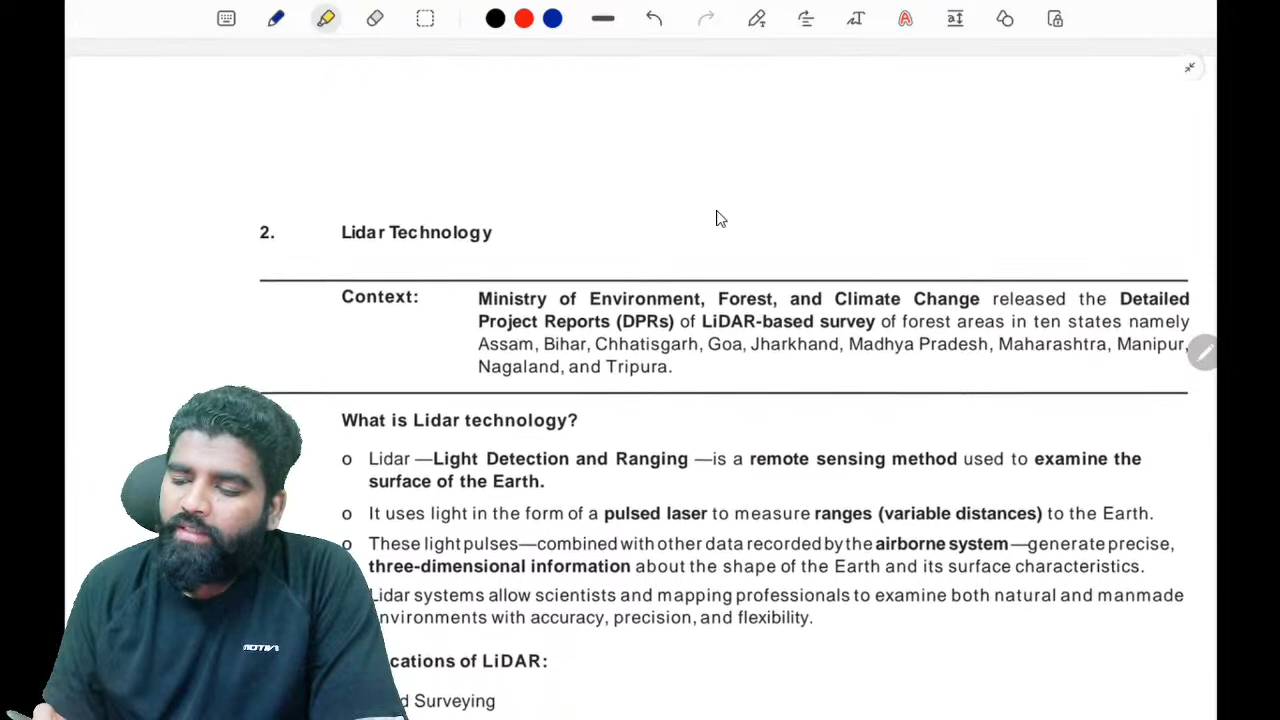 2. Lidar Technology
Context: Ministry of Environment, Forest, and Climate Change released the Detailed
Project Reports (DPRs) of LiDAR-based survey of forest areas in ten states namely
Assam, Bihar, Chhatisgarh, Goa, Jharkhand, Madhya Pradesh, Maharashtra, Manipur,
Nagaland, and Tripura.
What is Lidar technology?
o Lidar —Light Detection and Ranging —is a remote sensing method used to examine the
surface of the Earth.
o It uses light in the form of a pulsed laser to measure ranges (variable distances) to the Earth.
o These light pulses—combined with other data recorded by the airborne system—generate precise,
three-dimensional information about the shape of the Earth and its surface characteristics.
Lidar systems allow scientists and mapping professionals to examine both natural and manmade
nvironments with accuracy, precision, and flexibility.
cations of LiDAR:
d Surveying